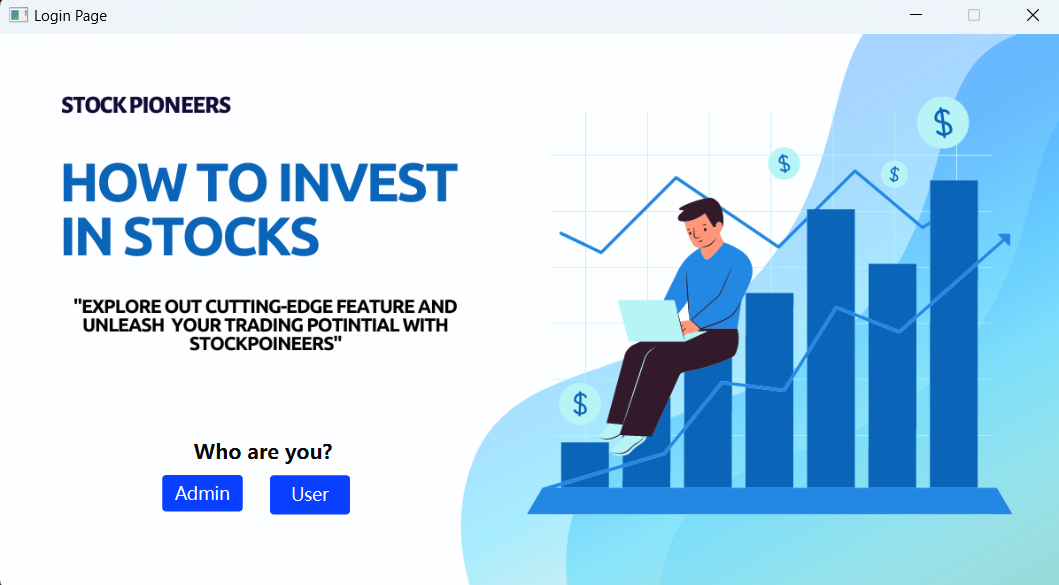 Login Page
STOCK PIONEERS
HOW TO INVEST
IN STOCKS
"EXPLORE OUT CUTTING-EDGE FEATURE AND
UNLEASH YOUR TRADING POTINTIAL WITH
STOCKPOINEERS"
Who are you?
Admin
User
$
$
$
$